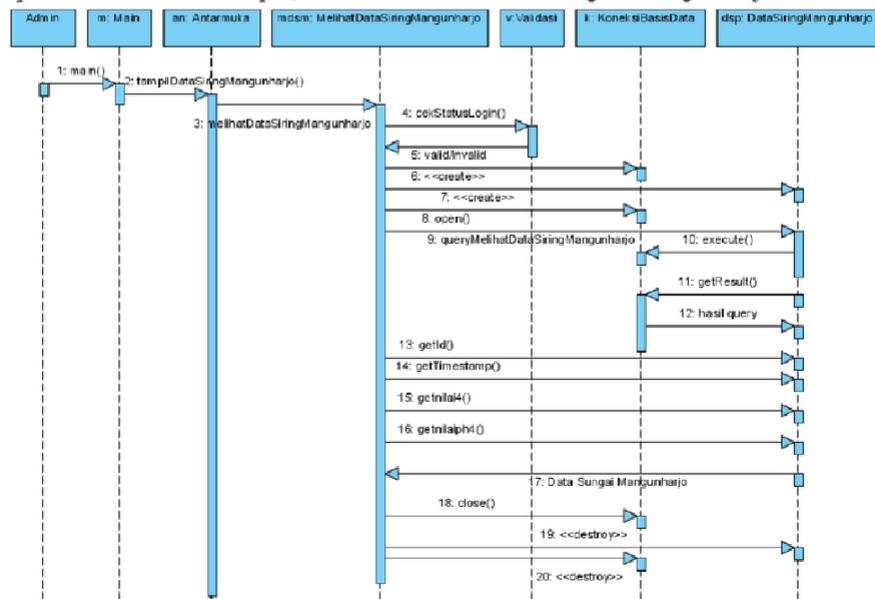 Admin
m: Main
an: Antarmuka
mdsm: MelihatDataSiringMangunharjo
v:Validasi
k: KoneksiBasisData
dsp: DataSiringMangunharjo
1: main()
2: tampilDataSiringMangunharjo()
3: melihatDataSiringMangunharjo
4: cekStatusLogin()
5: valid/invalid
6: <<create>>
7: <<create>>
8: open()
9: queryMelihatDataSiringMangunharjo
10: execute()
11: getResult()
12: hasil query
13: getId()
14: getTimestamp()
15: getnilai4()
16: getnilaiph4()
17: Data Sungai Mangunharjo
18: close()
19: <<destroy>>
20: <<destroy>>